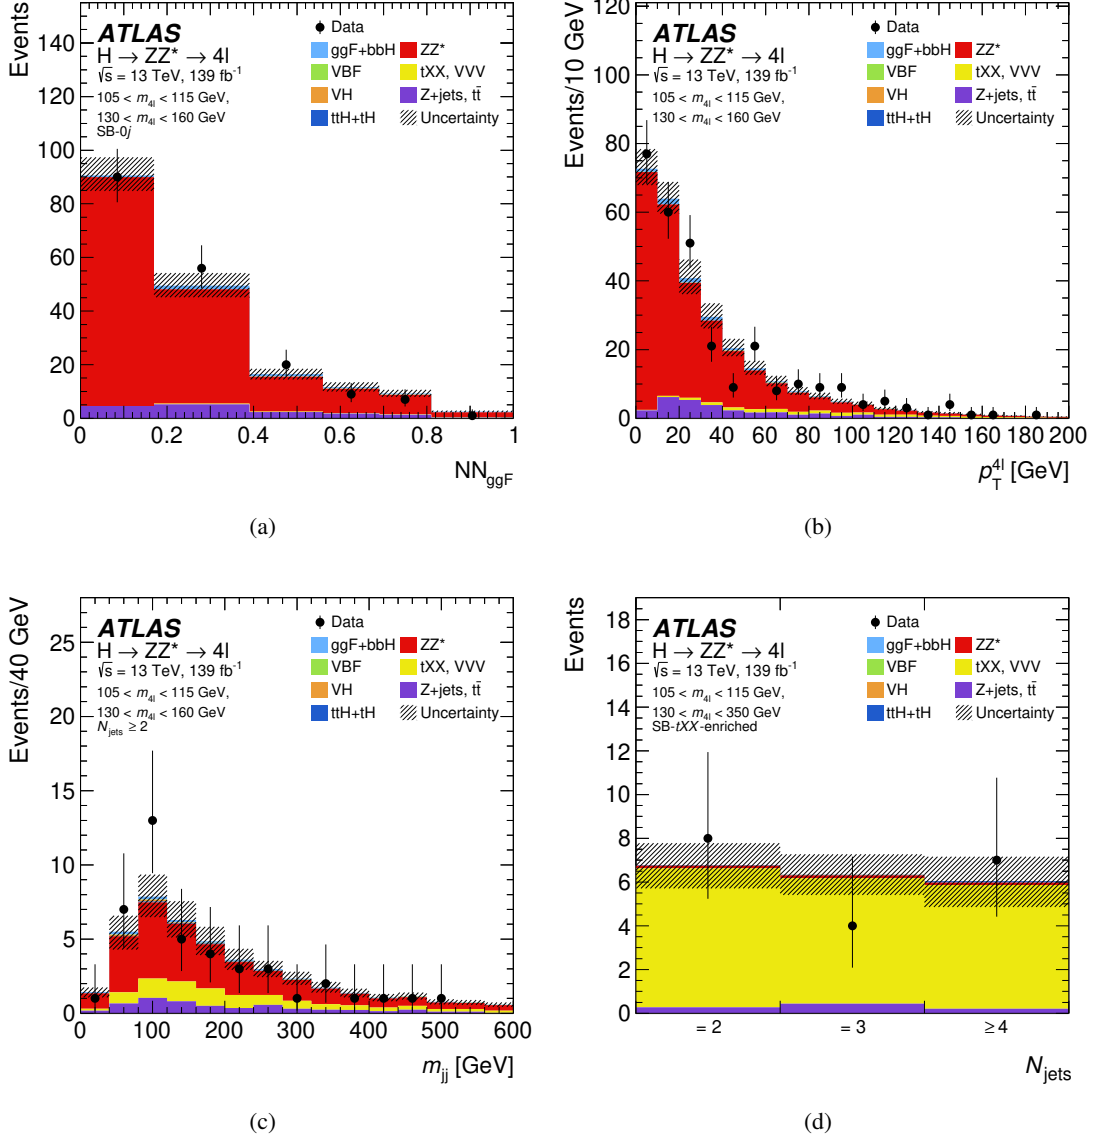 Events
ATLAS
H → ZZ* → 4l
√s = 13 TeV, 139 fb⁻¹
105 < m₄ₗ < 115 GeV,
130 < m₄ₗ < 160 GeV
SB-0j
Data
ggF+bbH ZZ*
VBF tXX, VVV
VH Z+jets, tt̄
ttH+tH Uncertainty
140
120
100
80
60
40
20
0
0 0.2 0.4 0.6 0.8 1
NN_ggF
(a)
Events/10 GeV
ATLAS
H → ZZ* → 4l
√s = 13 TeV, 139 fb⁻¹
105 < m₄ₗ < 115 GeV,
130 < m₄ₗ < 160 GeV
Data
ggF+bbH ZZ*
VBF tXX, VVV
VH Z+jets, tt̄
ttH+tH Uncertainty
120
100
80
60
40
20
0
0 20 40 60 80 100 120 140 160 180 200
p_T^4l [GeV]
(b)
Events/40 GeV
ATLAS
H → ZZ* → 4l
√s = 13 TeV, 139 fb⁻¹
105 < m₄ₗ < 115 GeV,
130 < m₄ₗ < 160 GeV
N_jets ≥ 2
Data
ggF+bbH ZZ*
VBF tXX, VVV
VH Z+jets, tt̄
ttH+tH Uncertainty
25
20
15
10
5
0
0 100 200 300 400 500 600
m_jj [GeV]
(c)
Events
ATLAS
H → ZZ* → 4l
√s = 13 TeV, 139 fb⁻¹
105 < m₄ₗ < 115 GeV,
130 < m₄ₗ < 350 GeV
SB-tXX-enriched
Data
ggF+bbH ZZ*
VBF tXX, VVV
VH Z+jets, tt̄
ttH+tH Uncertainty
18
16
14
12
10
8
6
4
2
0
= 2 = 3 ≥ 4
N_jets
(d)